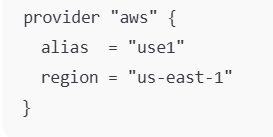 provider "aws" {
  alias  = "use1"
  region = "us-east-1"
}